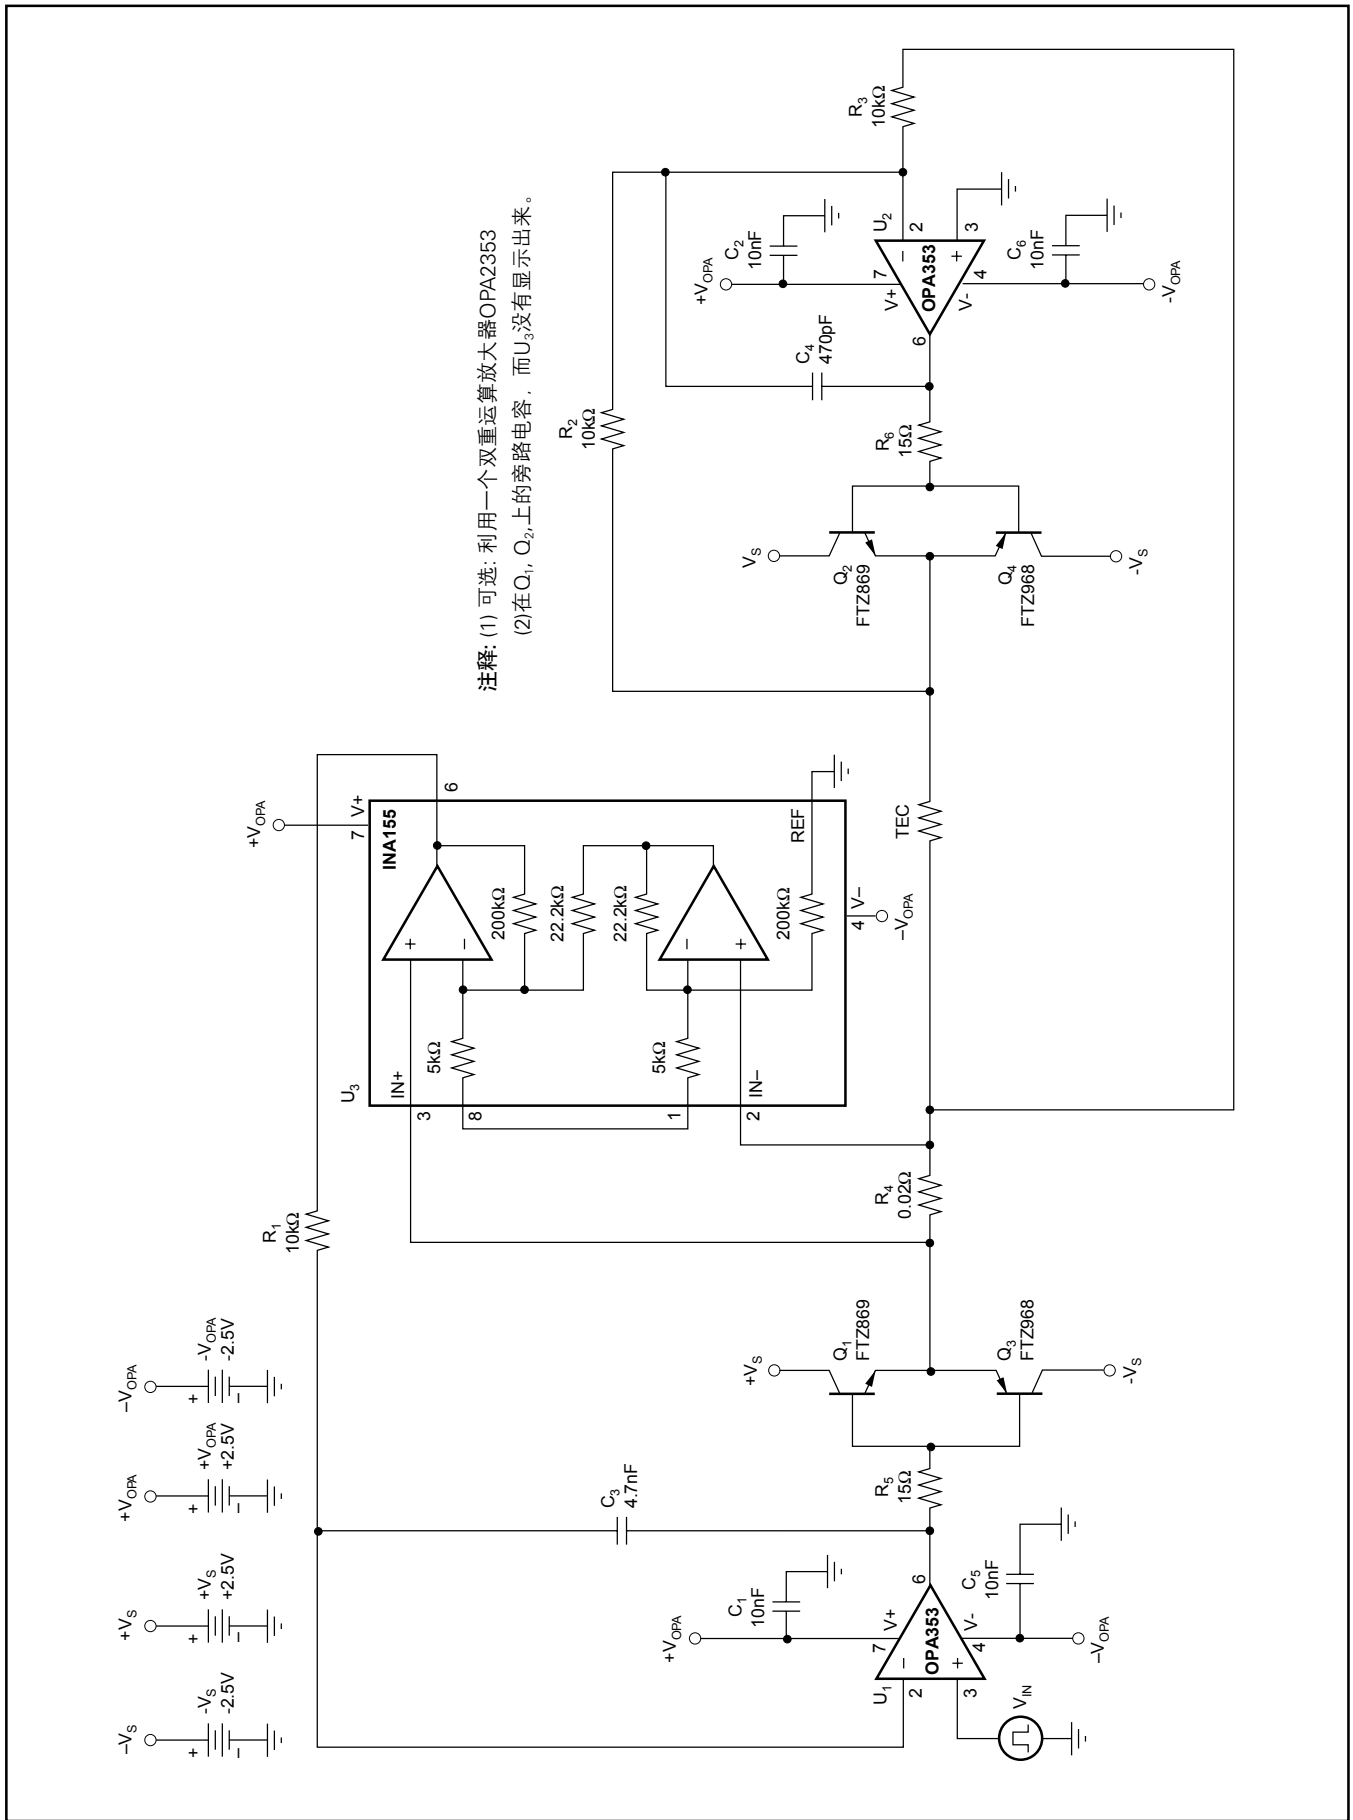 注释: (1) 可选: 利用一个双重运算放大器OPA2353
(2)在Q1, Q2,上的旁路电容，而U3没有显示出来。
–VS
-VS
-2.5V
+
–
+VS
+VS
+2.5V
+
–
+VOPA
+VOPA
+2.5V
+
–
–VOPA
-VOPA
-2.5V
+
–
R1
10kΩ
U3
INA155
+VOPA
7
V+
6
IN+
3
8
1
2
IN–
5kΩ
5kΩ
+
–
–
+
200kΩ
22.2kΩ
22.2kΩ
200kΩ
REF
4
V–
–VOPA
R2
10kΩ
R3
10kΩ
C4
470pF
+VOPA
C2
10nF
U2
OPA353
7
V+
2
–
+
3
4
V-
6
C6
10nF
-VOPA
R6
15Ω
VS
Q2
FTZ869
Q4
FTZ968
-VS
TEC
R4
0.02Ω
+VS
Q1
FTZ869
Q3
FTZ968
-VS
C3
4.7nF
R5
15Ω
+VOPA
C1
10nF
U1
OPA353
7
V+
2
–
+
3
4
V-
6
C5
10nF
–VOPA
VIN